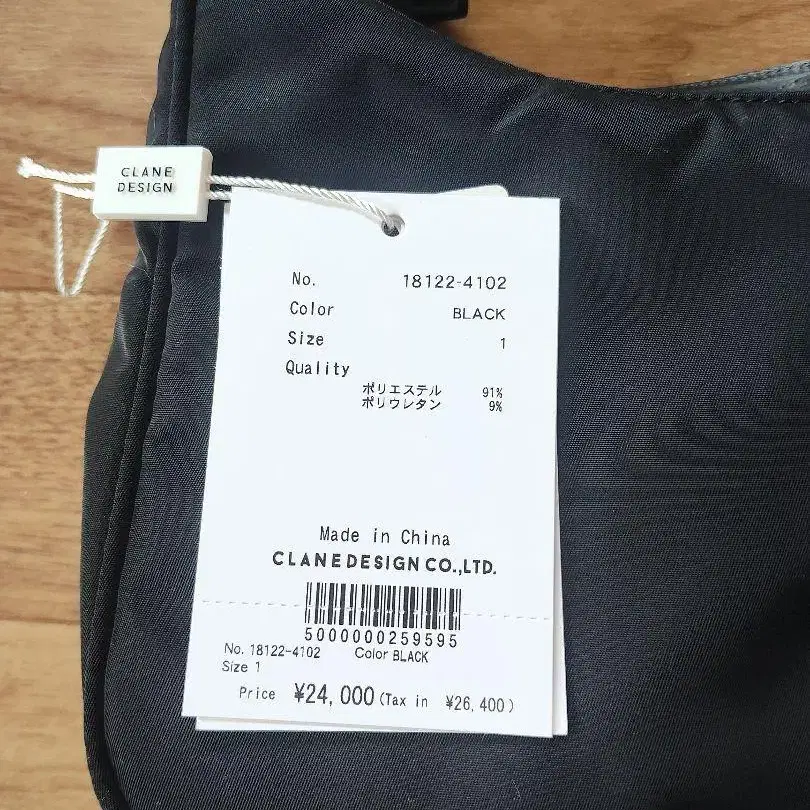 CLANE
DESIGN
No. 18122-4102
Color BLACK
Size 1
Quality
ポリエステル 91%
ポリウレタン 9%
Made in China
CLANE DESIGN CO.,LTD.
5000000259595
No. 18122-4102 Color BLACK
Size 1
Price ¥24,000 (Tax in ¥26,400)